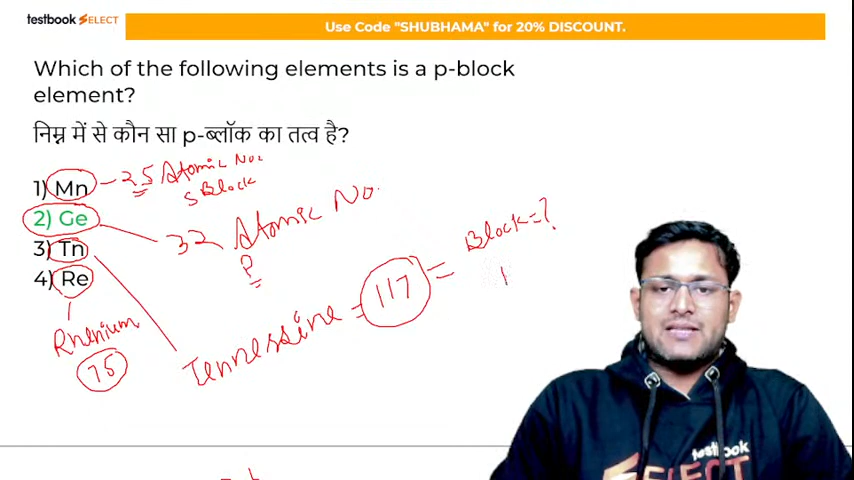 testbook SELECT
Use Code "SHUBHAMA" for 20% DISCOUNT.
Which of the following elements is a p-block
element?
निम्न में से कौन सा p-ब्लॉक का तत्व है?
1) Mn - 25 Atomic No.
S Block
2) Ge 32 Atomic No.
P
3) Tn
4) Re
Block=?
Tennessine = 117 =
Rhenium
75
testbook
SELECT